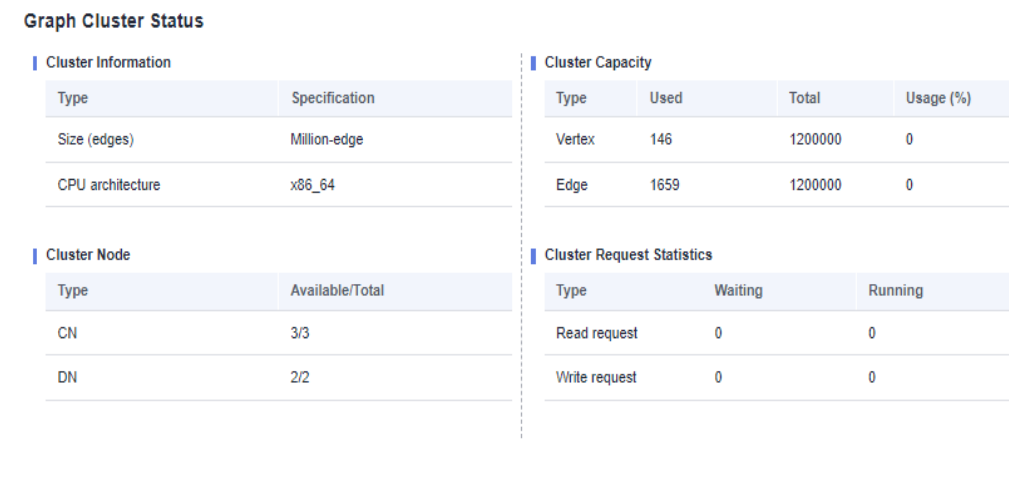 Graph Cluster Status
Cluster Information
Type Specification
Size (edges) Million-edge
CPU architecture x86_64
Cluster Capacity
Type Used Total Usage (%)
Vertex 146 1200000 0
Edge 1659 1200000 0
Cluster Node
Type Available/Total
CN 3/3
DN 2/2
Cluster Request Statistics
Type Waiting Running
Read request 0 0
Write request 0 0